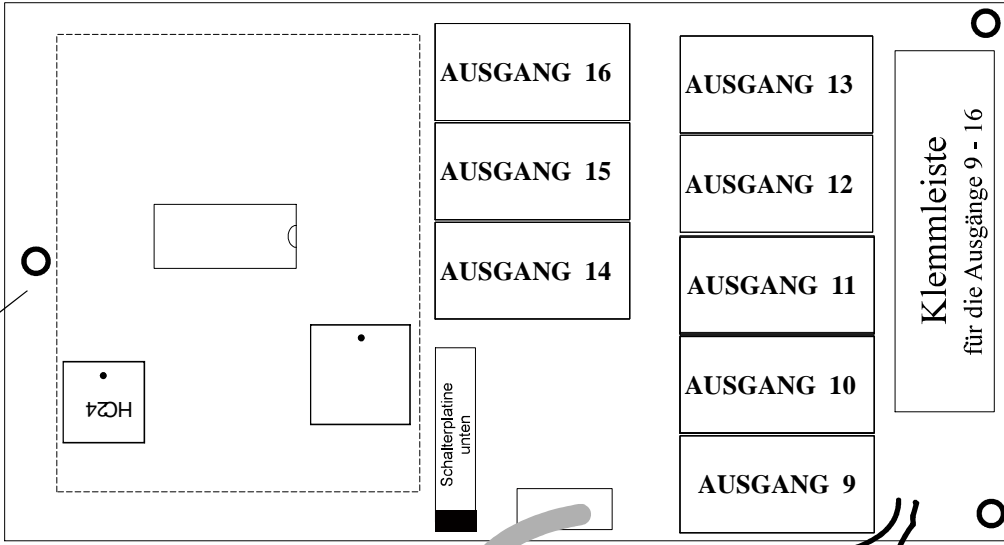 AUSGANG 16
AUSGANG 15
AUSGANG 14
AUSGANG 13
AUSGANG 12
AUSGANG 11
AUSGANG 10
AUSGANG 9
Klemmleiste
für die Ausgänge 9 - 16
HC24
Schalterplatine
unten